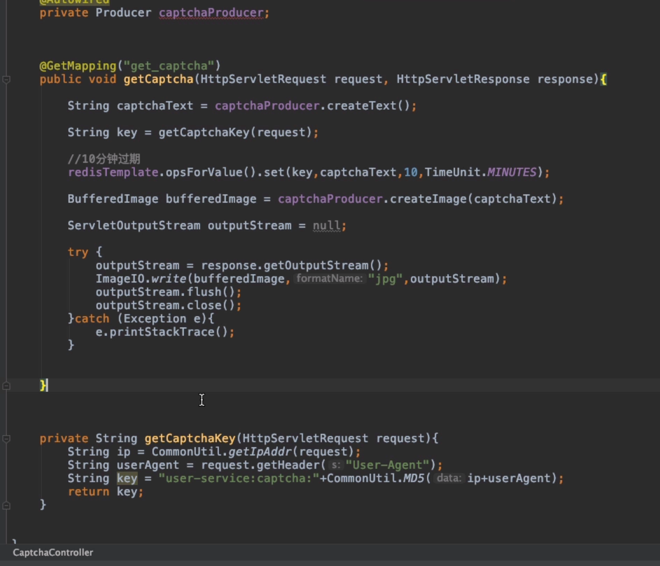 @Autowired
private Producer captchaProducer;
@GetMapping("get_captcha")
public void getCaptcha(HttpServletRequest request, HttpServletResponse response){
String captchaText = captchaProducer.createText();
String key = getCaptchaKey(request);
//10分钟过期
redisTemplate.opsForValue().set(key,captchaText,10,TimeUnit.MINUTES);
BufferedImage bufferedImage = captchaProducer.createImage(captchaText);
ServletOutputStream outputStream = null;
try {
outputStream = response.getOutputStream();
ImageIO.write(bufferedImage, formatName: "jpg",outputStream);
outputStream.flush();
outputStream.close();
}catch (Exception e){
e.printStackTrace();
}
}
private String getCaptchaKey(HttpServletRequest request){
String ip = CommonUtil.getIpAddr(request);
String userAgent = request.getHeader( s: "User-Agent");
String key = "user-service:captcha:"+CommonUtil.MD5( data: ip+userAgent);
return key;
}
}
CaptchaController